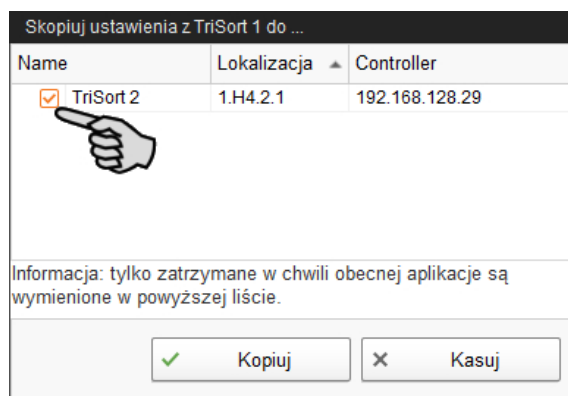 Skopiuj ustawienia z TriSort 1 do ...
Name Lokalizacja Controller
TriSort 2 1.H4.2.1 192.168.128.29
Informacja: tylko zatrzymane w chwili obecnej aplikacje są
wymienione w powyższej liście.
Kopiuj Kasuj